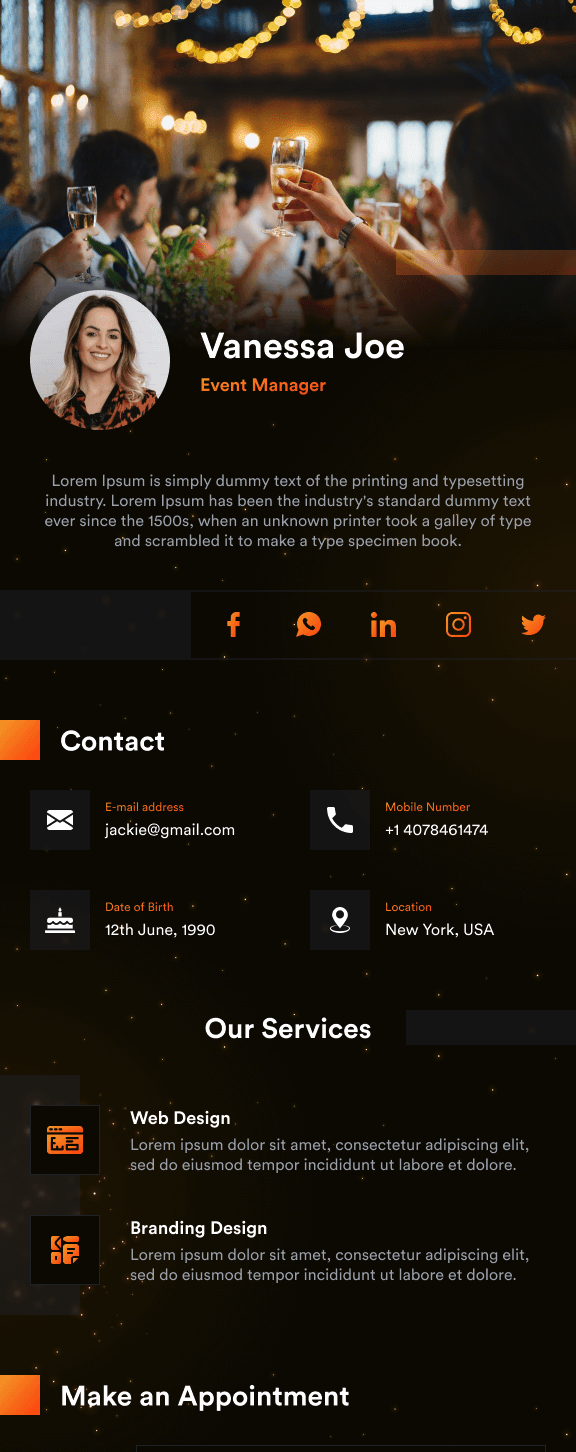 Vanessa Joe
Event Manager
Lorem Ipsum is simply dummy text of the printing and typesetting
industry. Lorem Ipsum has been the industry's standard dummy text
ever since the 1500s, when an unknown printer took a galley of type
and scrambled it to make a type specimen book.
Contact
E-mail address
jackie@gmail.com
Mobile Number
+1 4078461474
Date of Birth
12th June, 1990
Location
New York, USA
Our Services
Web Design
Lorem ipsum dolor sit amet, consectetur adipiscing elit,
sed do eiusmod tempor incididunt ut labore et dolore.
Branding Design
Lorem ipsum dolor sit amet, consectetur adipiscing elit,
sed do eiusmod tempor incididunt ut labore et dolore.
Make an Appointment